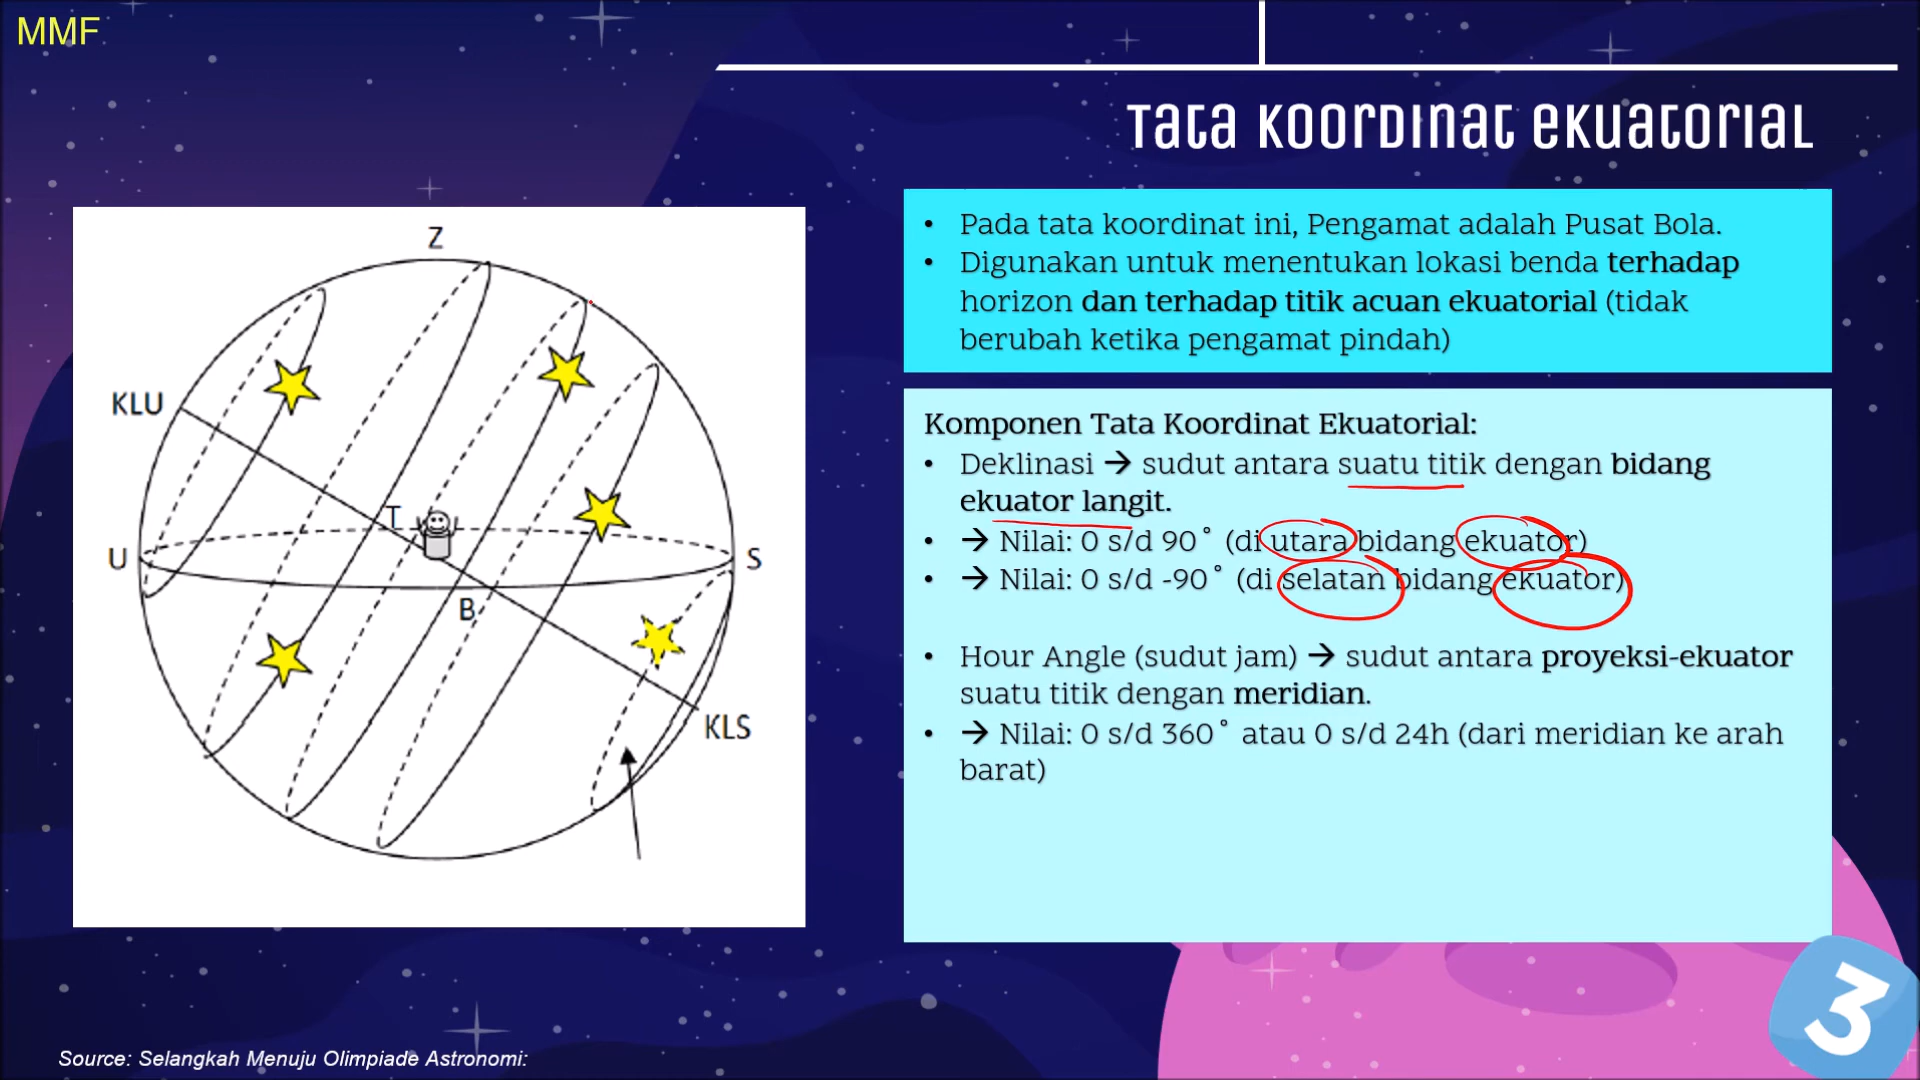 MMF
Tata Koordinat Ekuatorial
Z
KLU
T
U
S
B
KLS
• Pada tata koordinat ini, Pengamat adalah Pusat Bola.
• Digunakan untuk menentukan lokasi benda terhadap
horizon dan terhadap titik acuan ekuatorial (tidak
berubah ketika pengamat pindah)
Komponen Tata Koordinat Ekuatorial:
• Deklinasi → sudut antara suatu titik dengan bidang
ekuator langit.
• → Nilai: 0 s/d 90° (di utara bidang ekuator)
• → Nilai: 0 s/d -90° (di selatan bidang ekuator)
• Hour Angle (sudut jam) → sudut antara proyeksi-ekuator
suatu titik dengan meridian.
• → Nilai: 0 s/d 360° atau 0 s/d 24h (dari meridian ke arah
barat)
3
Source: Selangkah Menuju Olimpiade Astronomi: